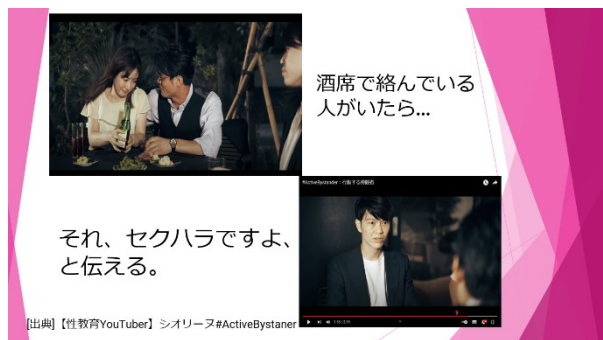 酒席で絡んでいる
人がいたら...
#ActiveBystander：行動する傍観者
それ、セクハラですよ、
と伝える。
[出典]【性教育YouTuber】シオリーヌ#ActiveBystaner